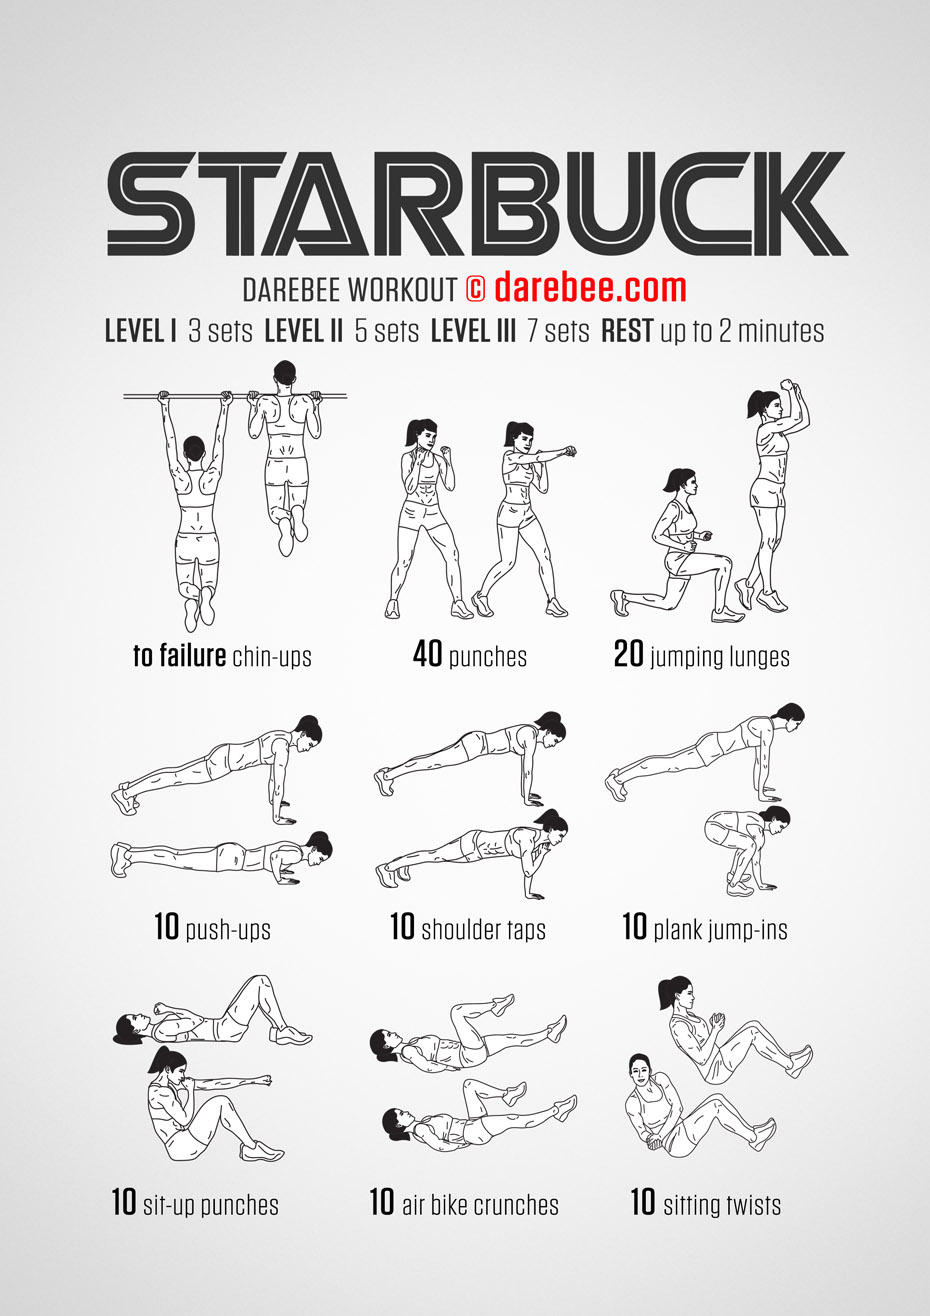 STARBUCK
DAREBEE WORKOUT © darebee.com
LEVEL I 3 sets LEVEL II 5 sets LEVEL III 7 sets REST up to 2 minutes
to failure chin-ups
40 punches
20 jumping lunges
10 push-ups
10 shoulder taps
10 plank jump-ins
10 sit-up punches
10 air bike crunches
10 sitting twists